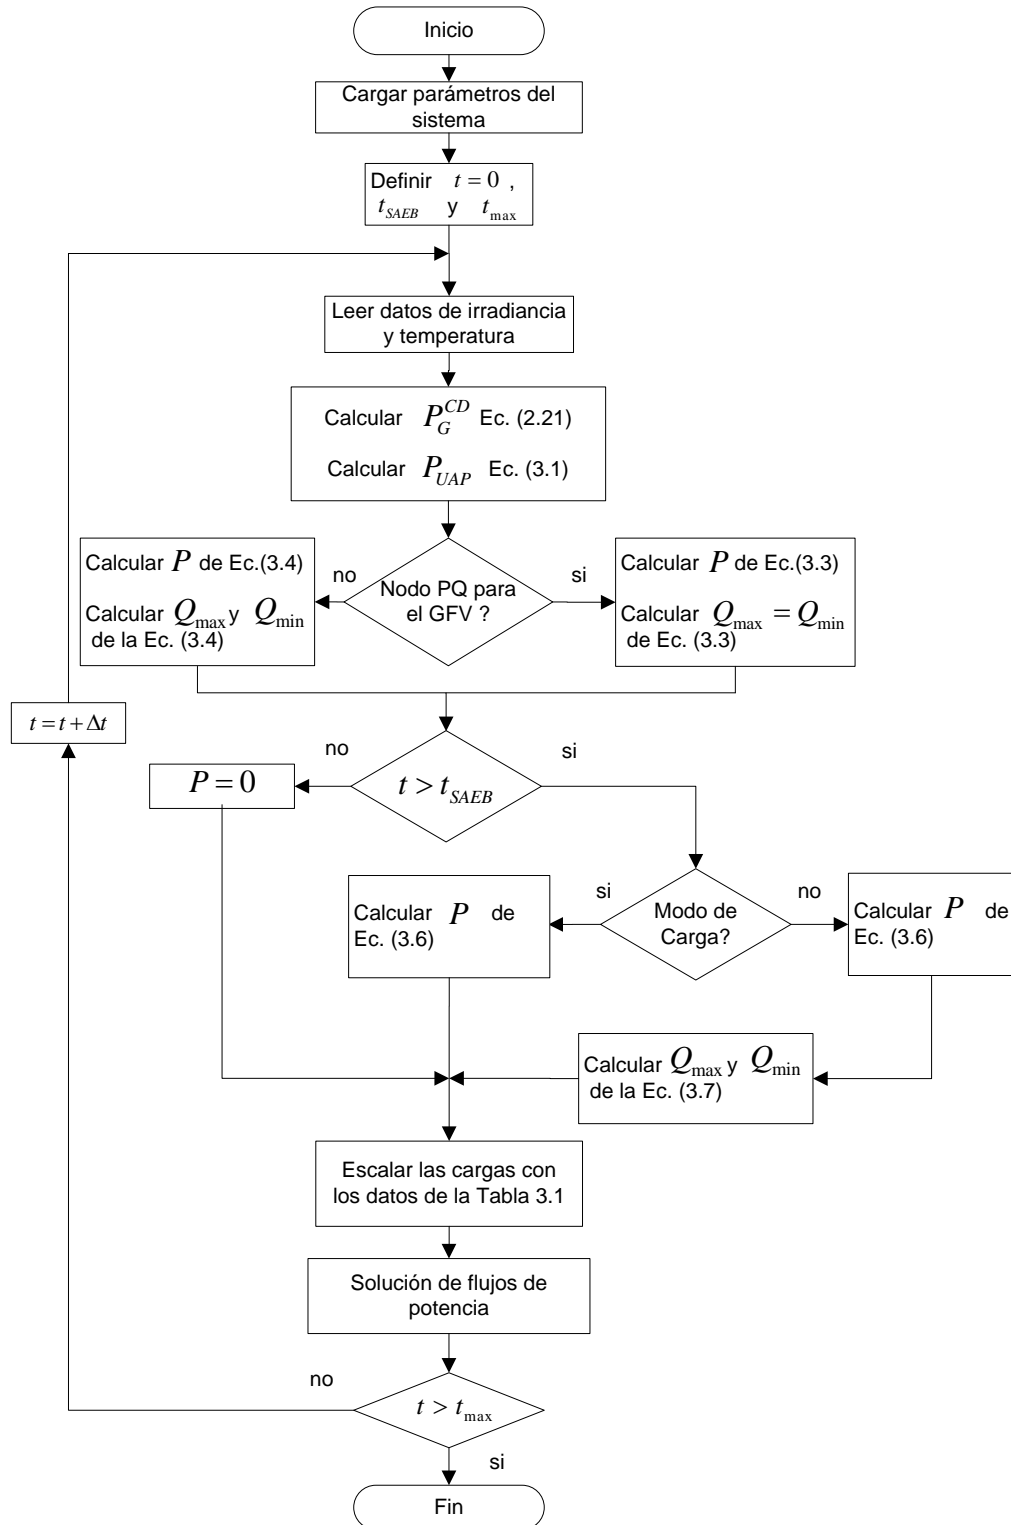 Inicio
Cargar parámetros del
sistema
Definir t = 0 ,
t_SAEB y t_max
Leer datos de irradiancia
y temperatura
Calcular P_G^CD Ec. (2.21)
Calcular P_UAP Ec. (3.1)
Calcular P de Ec.(3.4)
Calcular Q_max y Q_min
de la Ec. (3.4)
no
Nodo PQ para
el GFV ?
si
Calcular P de Ec.(3.3)
Calcular Q_max = Q_min
de Ec. (3.3)
t = t + Δt
P = 0
no
t > t_SAEB
si
Calcular P de
Ec. (3.6)
si
Modo de
Carga?
no
Calcular P de
Ec. (3.6)
Calcular Q_max y Q_min
de la Ec. (3.7)
Escalar las cargas con
los datos de la Tabla 3.1
Solución de flujos de
potencia
no
t > t_max
si
Fin